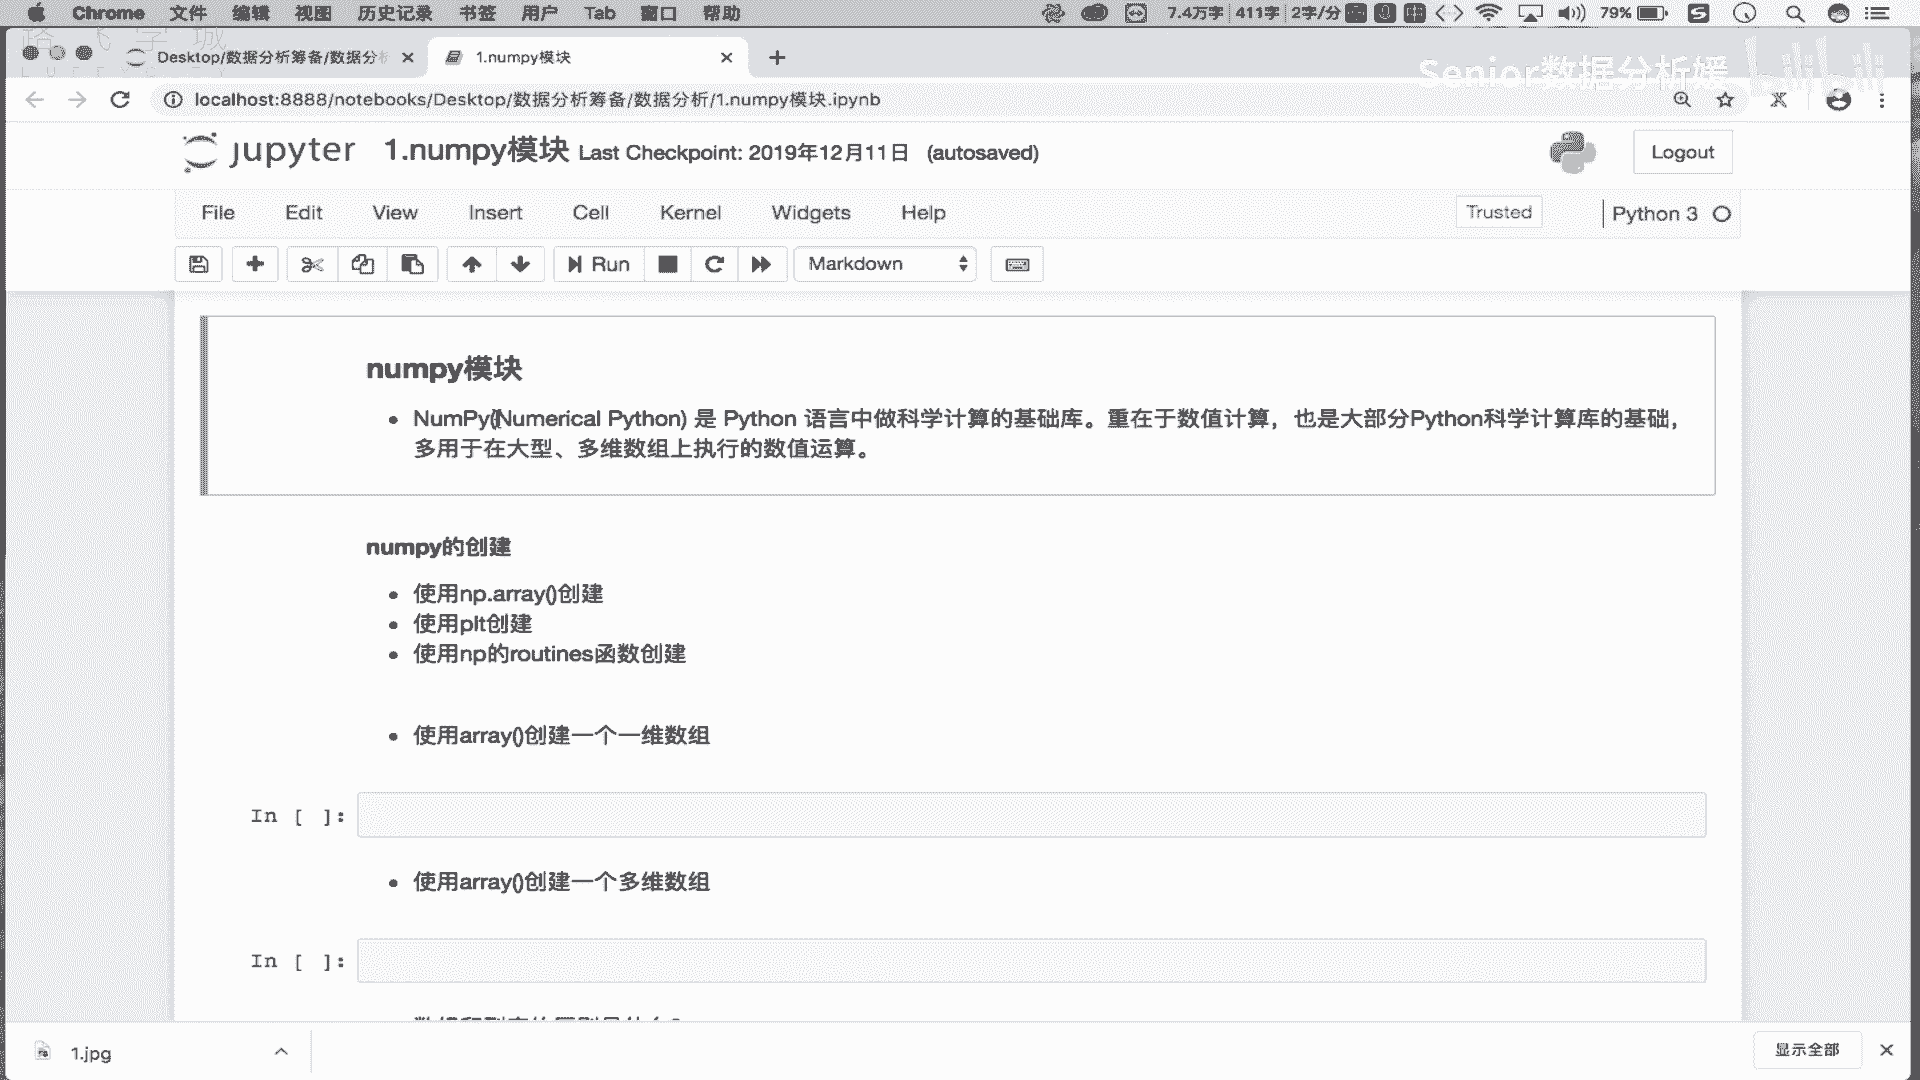 Chrome 文件 编辑 视图 历史记录 书签 用户 Tab 窗口 帮助 7.4万字 411字 2字/分 79%
Desktop/数据分析筹备/数据分析
1.numpy模块
Senior数据分析媛 bilibili
localhost:8888/notebooks/Desktop/数据分析筹备/数据分析/1.numpy模块.ipynb
jupyter 1.numpy模块 Last Checkpoint: 2019年12月11日 (autosaved) Logout
File Edit View Insert Cell Kernel Widgets Help Trusted Python 3
Run Markdown
numpy模块
• NumPy(Numerical Python) 是 Python 语言中做科学计算的基础库。重在于数值计算，也是大部分Python科学计算库的基础，
多用于在大型、多维数组上执行的数值运算。
numpy的创建
• 使用np.array()创建
• 使用plt创建
• 使用np的routines函数创建
• 使用array()创建一个一维数组
In [ ]:
• 使用array()创建一个多维数组
In [ ]:
1.jpg 显示全部